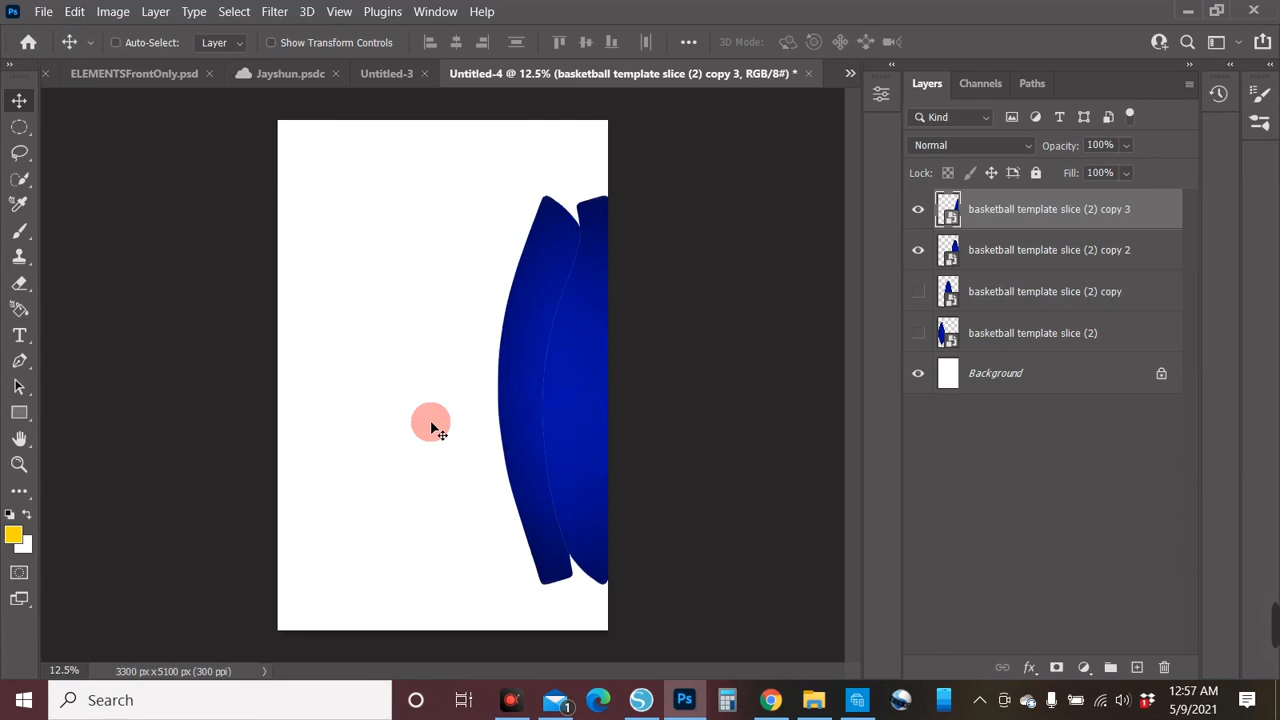 Ps File Edit Image Layer Type Select Filter 3D View Plugins Window Help
Auto-Select: Layer Show Transform Controls 3D Mode:
ELEMENTSFrontOnly.psd Jayshun.psdc Untitled-3 Untitled-4 @ 12.5% (basketball template slice (2) copy 3, RGB/8#) *
Layers Channels Paths
Kind
Normal Opacity: 100%
Lock: Fill: 100%
basketball template slice (2) copy 3
basketball template slice (2) copy 2
basketball template slice (2) copy
basketball template slice (2)
Background
fx
12.5% 3300 px x 5100 px (300 ppi)
Search 1 Ps 12:57 AM
5/9/2021